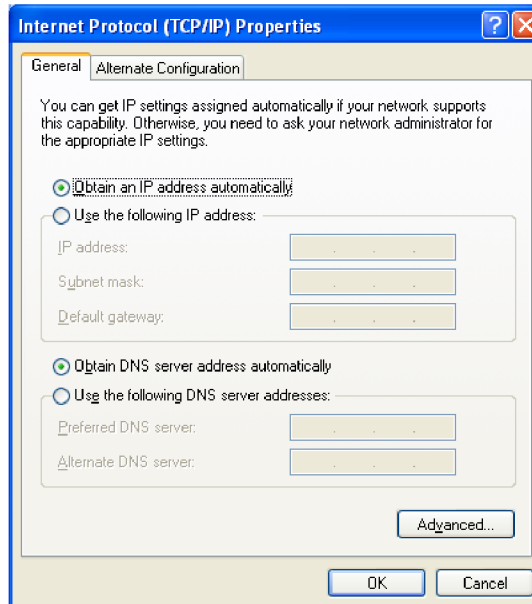 Internet Protocol (TCP/IP) Properties
General
Alternate Configuration
You can get IP settings assigned automatically if your network supports
this capability. Otherwise, you need to ask your network administrator for
the appropriate IP settings.
Obtain an IP address automatically
Use the following IP address:
IP address:
Subnet mask:
Default gateway:
Obtain DNS server address automatically
Use the following DNS server addresses:
Preferred DNS server:
Alternate DNS server:
Advanced...
OK
Cancel